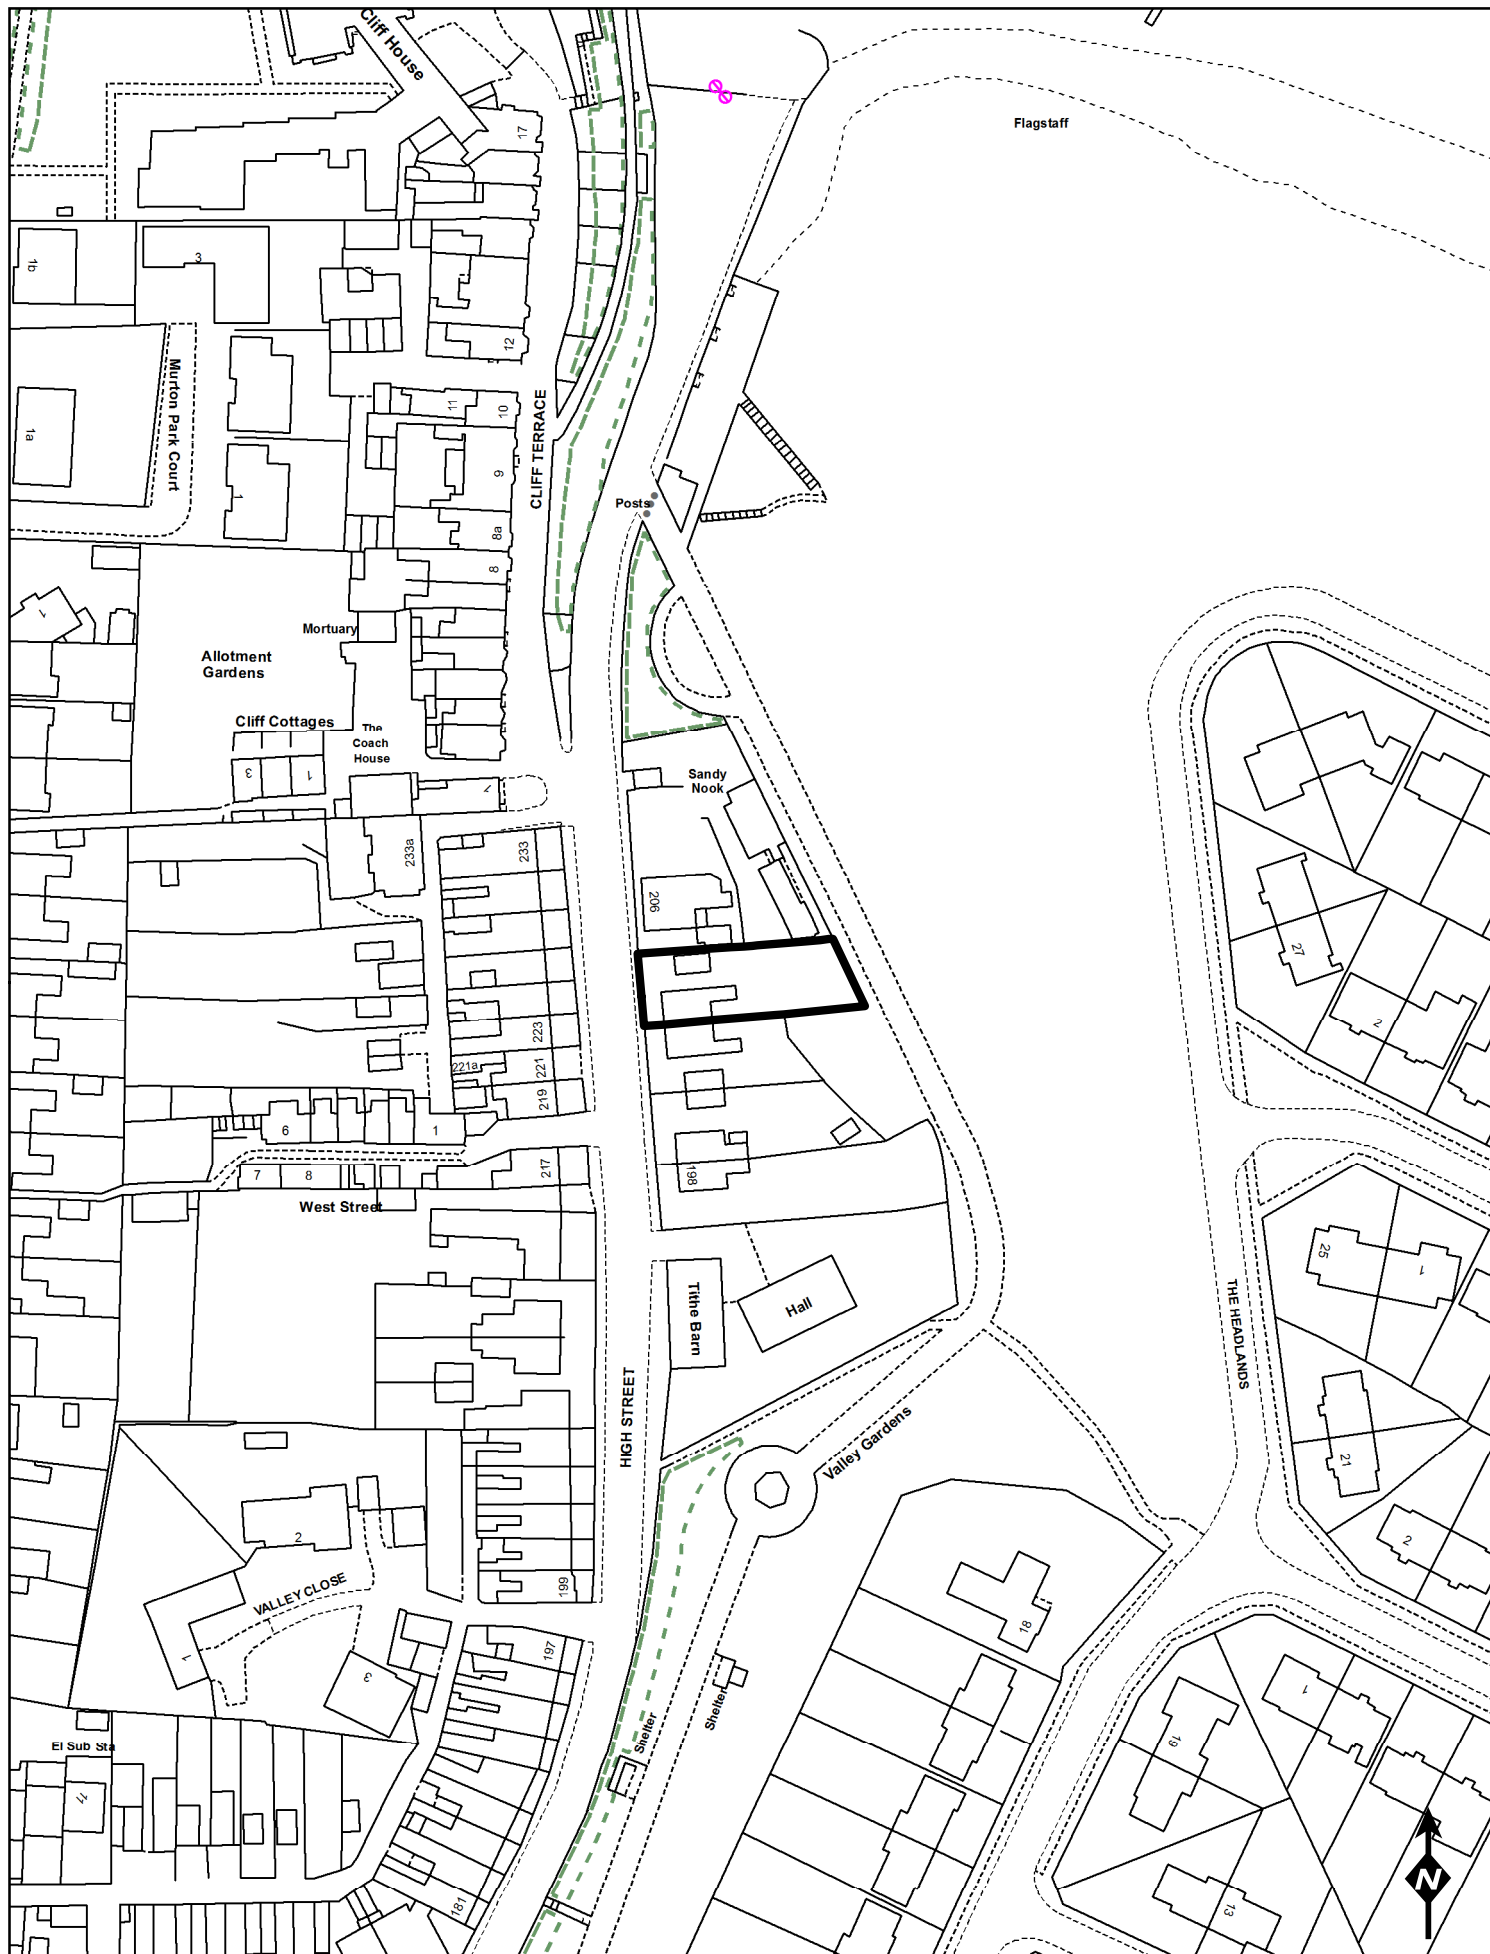 Cliff House
Flagstaff
17
1b
3
12
Murton Park Court
CLIFF TERRACE
11
10
1a
9
1
Posts
8a
8
1
Mortuary
Allotment
Gardens
Cliff Cottages
The
Coach
House
Sandy
Nook
3
1
7
233a
233
206
27
2
223
221a
221
219
6
1
7
8
217
198
West Street
25
1
Tithe Barn
Hall
THE HEADLANDS
HIGH STREET
Valley Gardens
21
2
2
VALLEY CLOSE
199
18
197
1
3
1
Shelter
Shelter
19
El Sub Sta
11
181
13
N